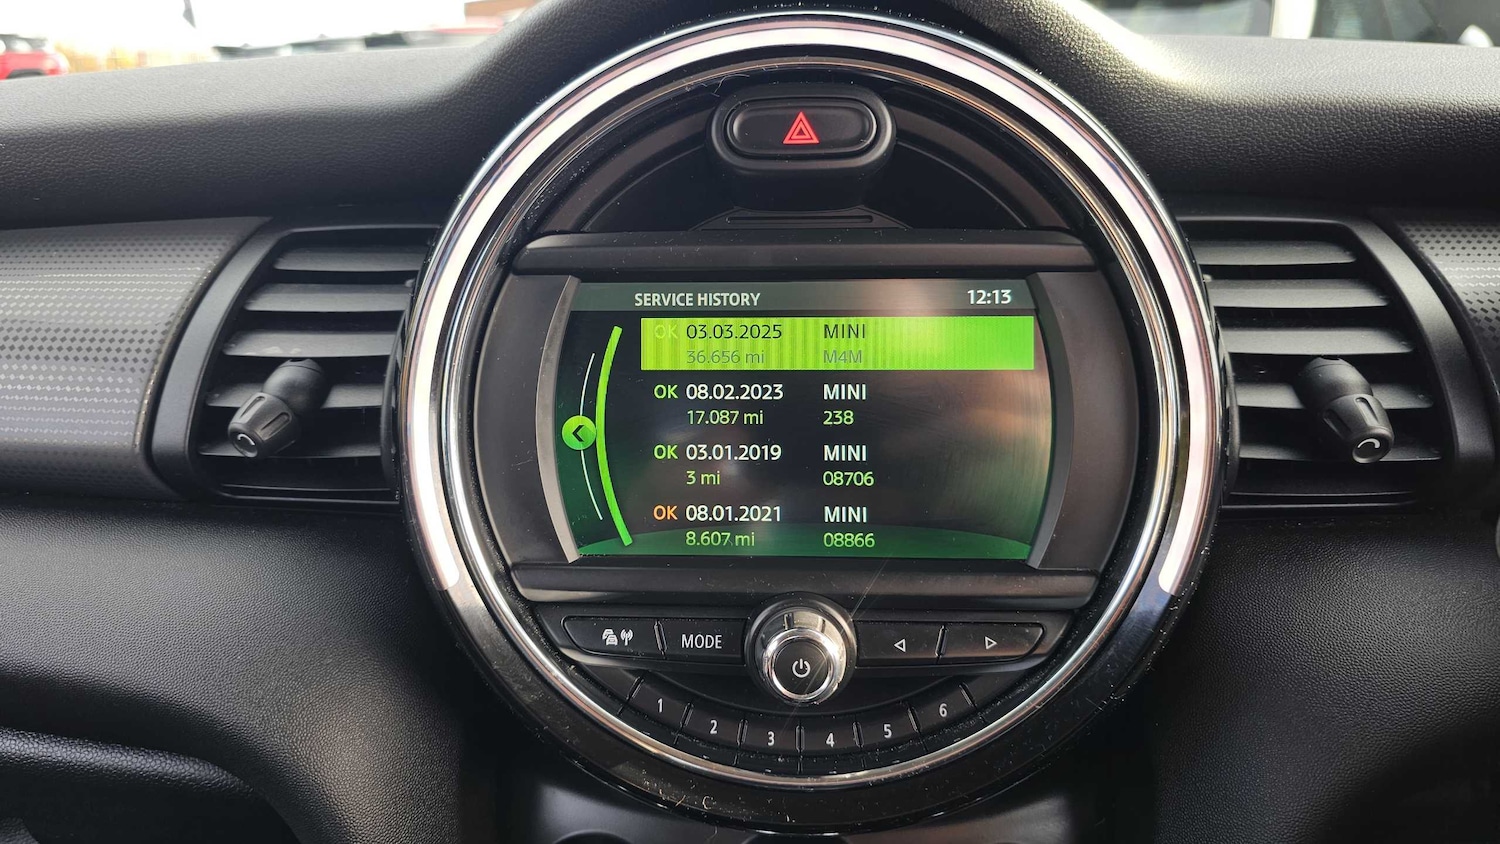 SERVICE HISTORY 12:13
OK 03.03.2025 MINI
36.656 mi M4M
OK 08.02.2023 MINI
17.087 mi 238
OK 03.01.2019 MINI
3 mi 08706
OK 08.01.2021 MINI
8.607 mi 08866
MODE
1 2 3 4 5 6